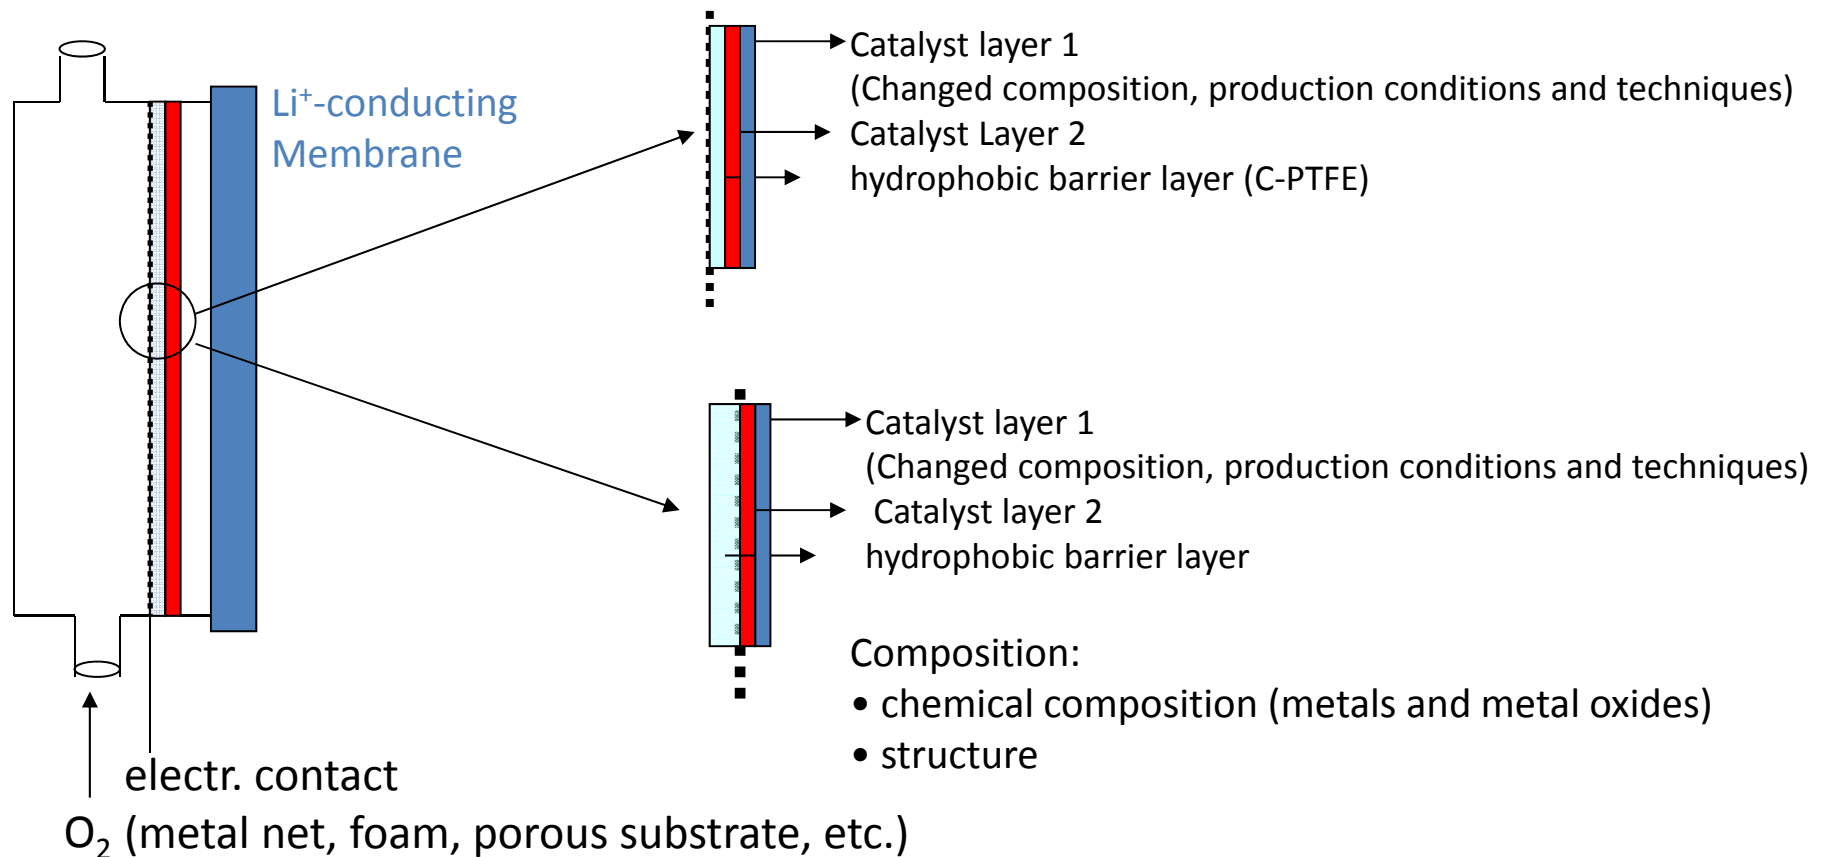 Li⁺-conducting
Membrane
Catalyst layer 1
(Changed composition, production conditions and techniques)
Catalyst Layer 2
hydrophobic barrier layer (C-PTFE)
Catalyst layer 1
(Changed composition, production conditions and techniques)
Catalyst layer 2
hydrophobic barrier layer
Composition:
• chemical composition (metals and metal oxides)
• structure
electr. contact
O₂ (metal net, foam, porous substrate, etc.)